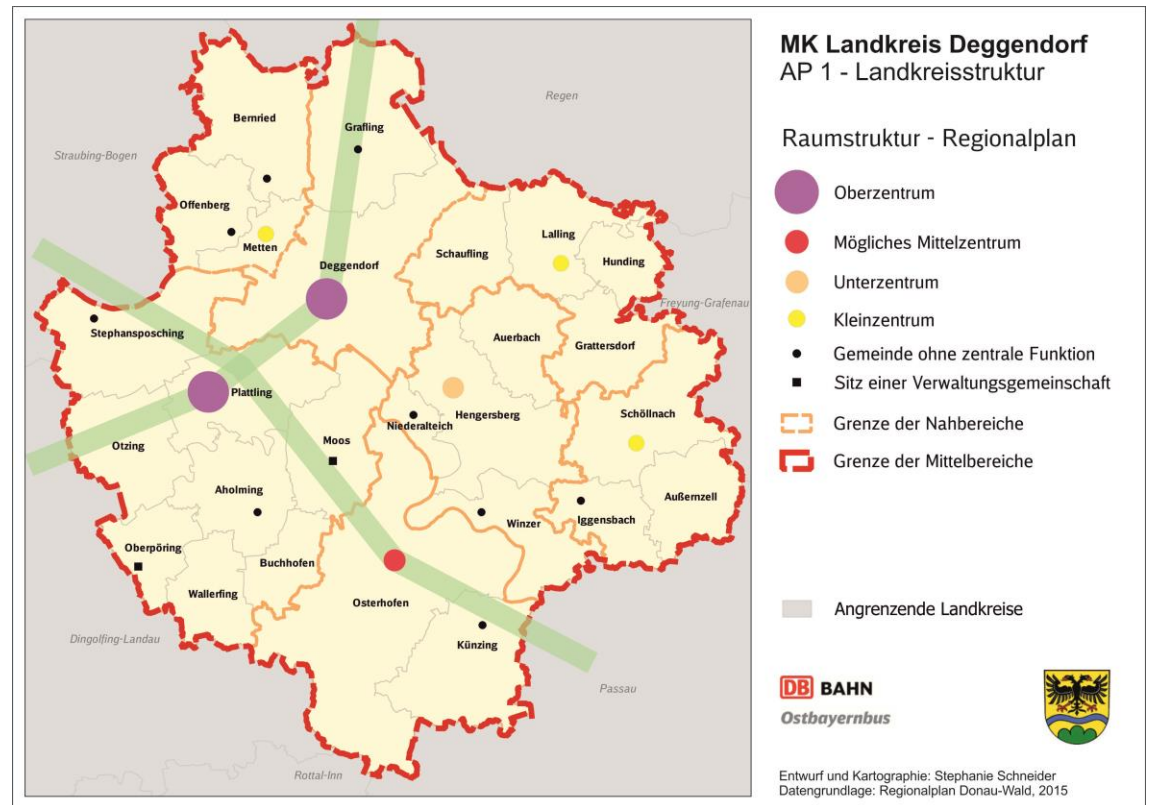 MK Landkreis Deggendorf
AP 1 - Landkreisstruktur
Raumstruktur - Regionalplan
Oberzentrum
Mögliches Mittelzentrum
Unterzentrum
Kleinzentrum
Gemeinde ohne zentrale Funktion
Sitz einer Verwaltungsgemeinschaft
Grenze der Nahbereiche
Grenze der Mittelbereiche
Angrenzende Landkreise
DB BAHN
Ostbayernbus
Entwurf und Kartographie: Stephanie Schneider
Datengrundlage: Regionalplan Donau-Wald, 2015
Regen
Bernried
Grafling
Straubing-Bogen
Offenberg
Metten
Lalling
Schaufling
Hunding
Deggendorf
Freyung-Grafenau
Stephansposching
Auerbach
Grattersdorf
Plattling
Schöllnach
Hengersberg
Niederalteich
Moos
Otzing
Aholming
Außernzell
Iggensbach
Winzer
Oberpöring
Buchhofen
Wallerfing
Osterhofen
Künzing
Dingolfing-Landau
Passau
Rottal-Inn